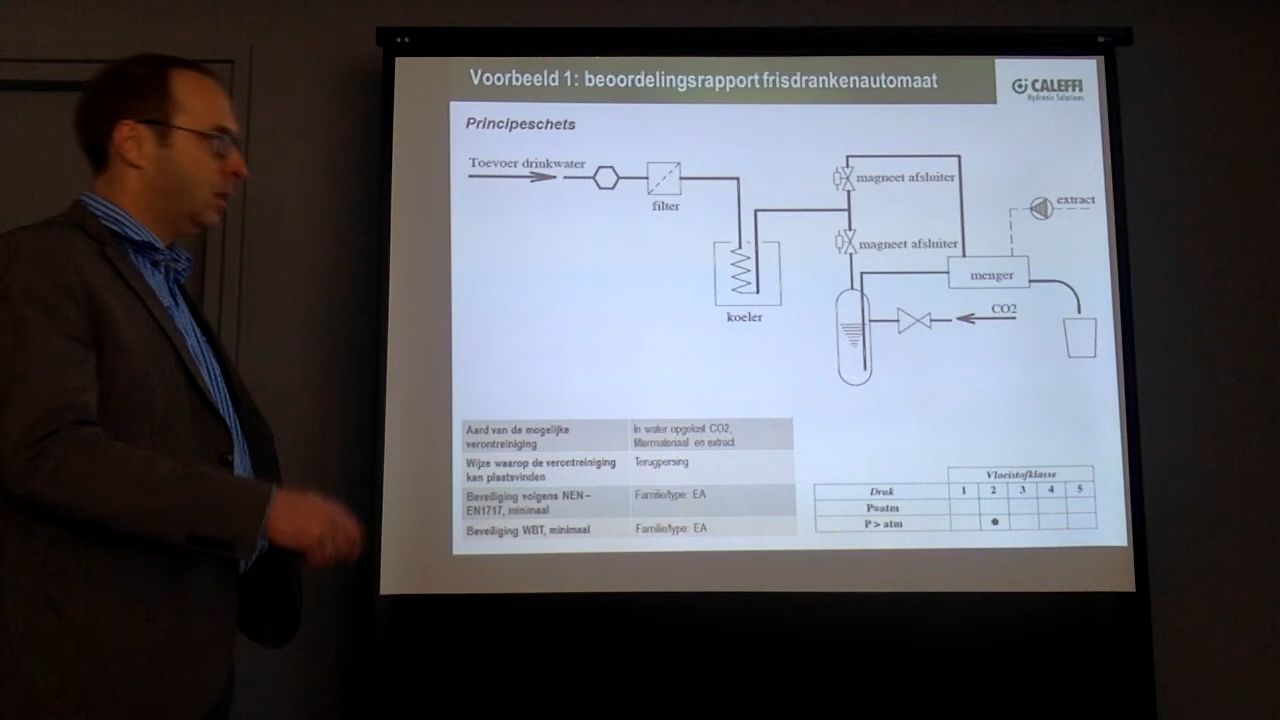 Voorbeeld 1: beoordelingsrapport frisdrankenautomaat
CALEFFI
Hydronic Solutions
Principeschets
Toevoer drinkwater
filter
koeler
magneet afsluiter
magneet afsluiter
extract
menger
CO2
Aard van de mogelijke
verontreiniging
In water opgelost CO2,
filtermateriaal en extract
Wijze waarop de verontreiniging
kan plaatsvinden
Terugpersing
Beveiliging volgens NEN –
EN1717, minimaal
Familie/type: EA
Beveiliging WBT, minimaal
Familie/type: EA
Vloeistofklasse
Druk 1 2 3 4 5
P=atm
P > atm